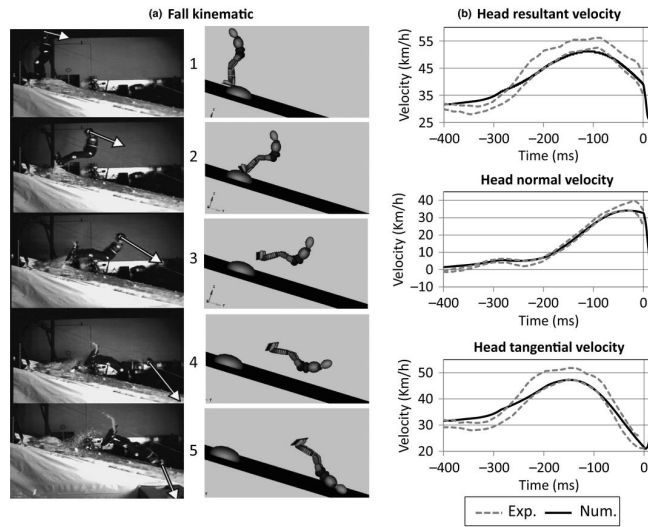 (a) Fall kinematic
1
2
3
4
5
(b) Head resultant velocity
Velocity (Km/h)
55
45
35
25
−400 −300 −200 −100 0
Time (ms)
Head normal velocity
Velocity (Km/h)
40
30
20
10
0
−10
−400 −300 −200 −100 0
Time (ms)
Head tangential velocity
Velocity (Km/h)
50
40
30
20
−400 −300 −200 −100 0
Time (ms)
Exp. Num.